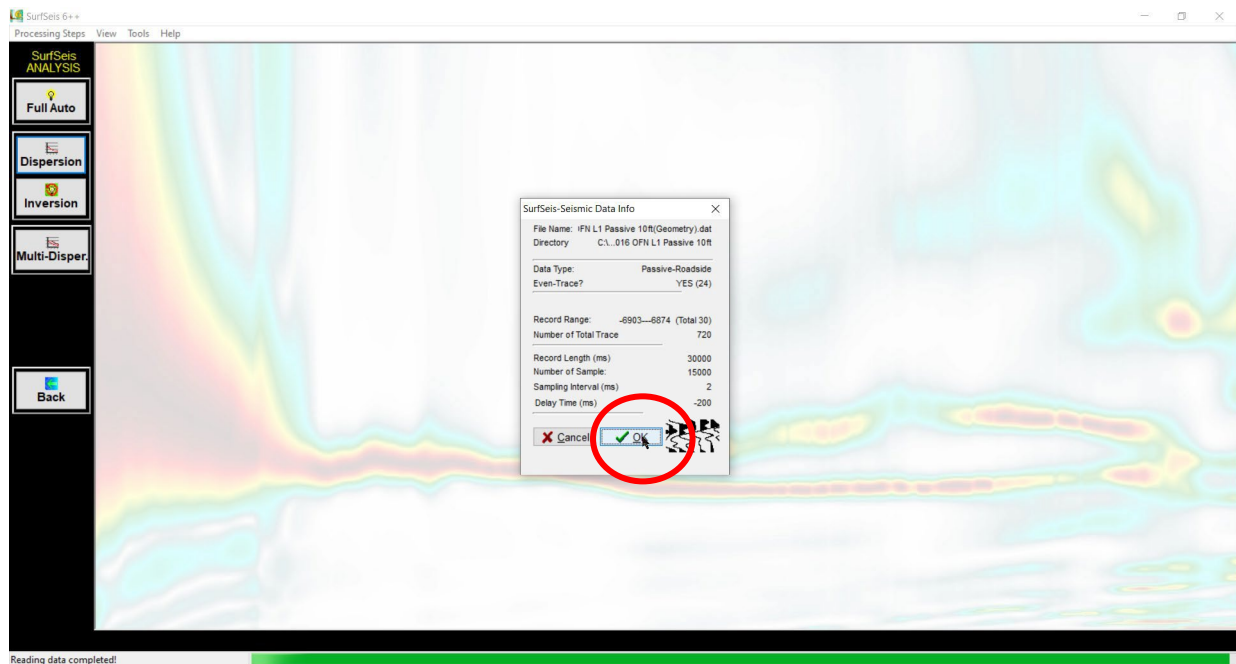 SurfSeis 6++
Processing Steps View Tools Help
SurfSeis
ANALYSIS
Full Auto
Dispersion
Inversion
Multi-Disper.
Back
SurfSeis-Seismic Data Info
File Name: FN L1 Passive 10ft(Geometry).dat
Directory C:\...016 OFN L1 Passive 10ft
Data Type: Passive-Roadside
Even-Trace? YES (24)
Record Range: -6903---6874 (Total 30)
Number of Total Trace 720
Record Length (ms) 30000
Number of Sample: 15000
Sampling Interval (ms) 2
Delay Time (ms) -200
Cancel OK
Reading data completed!